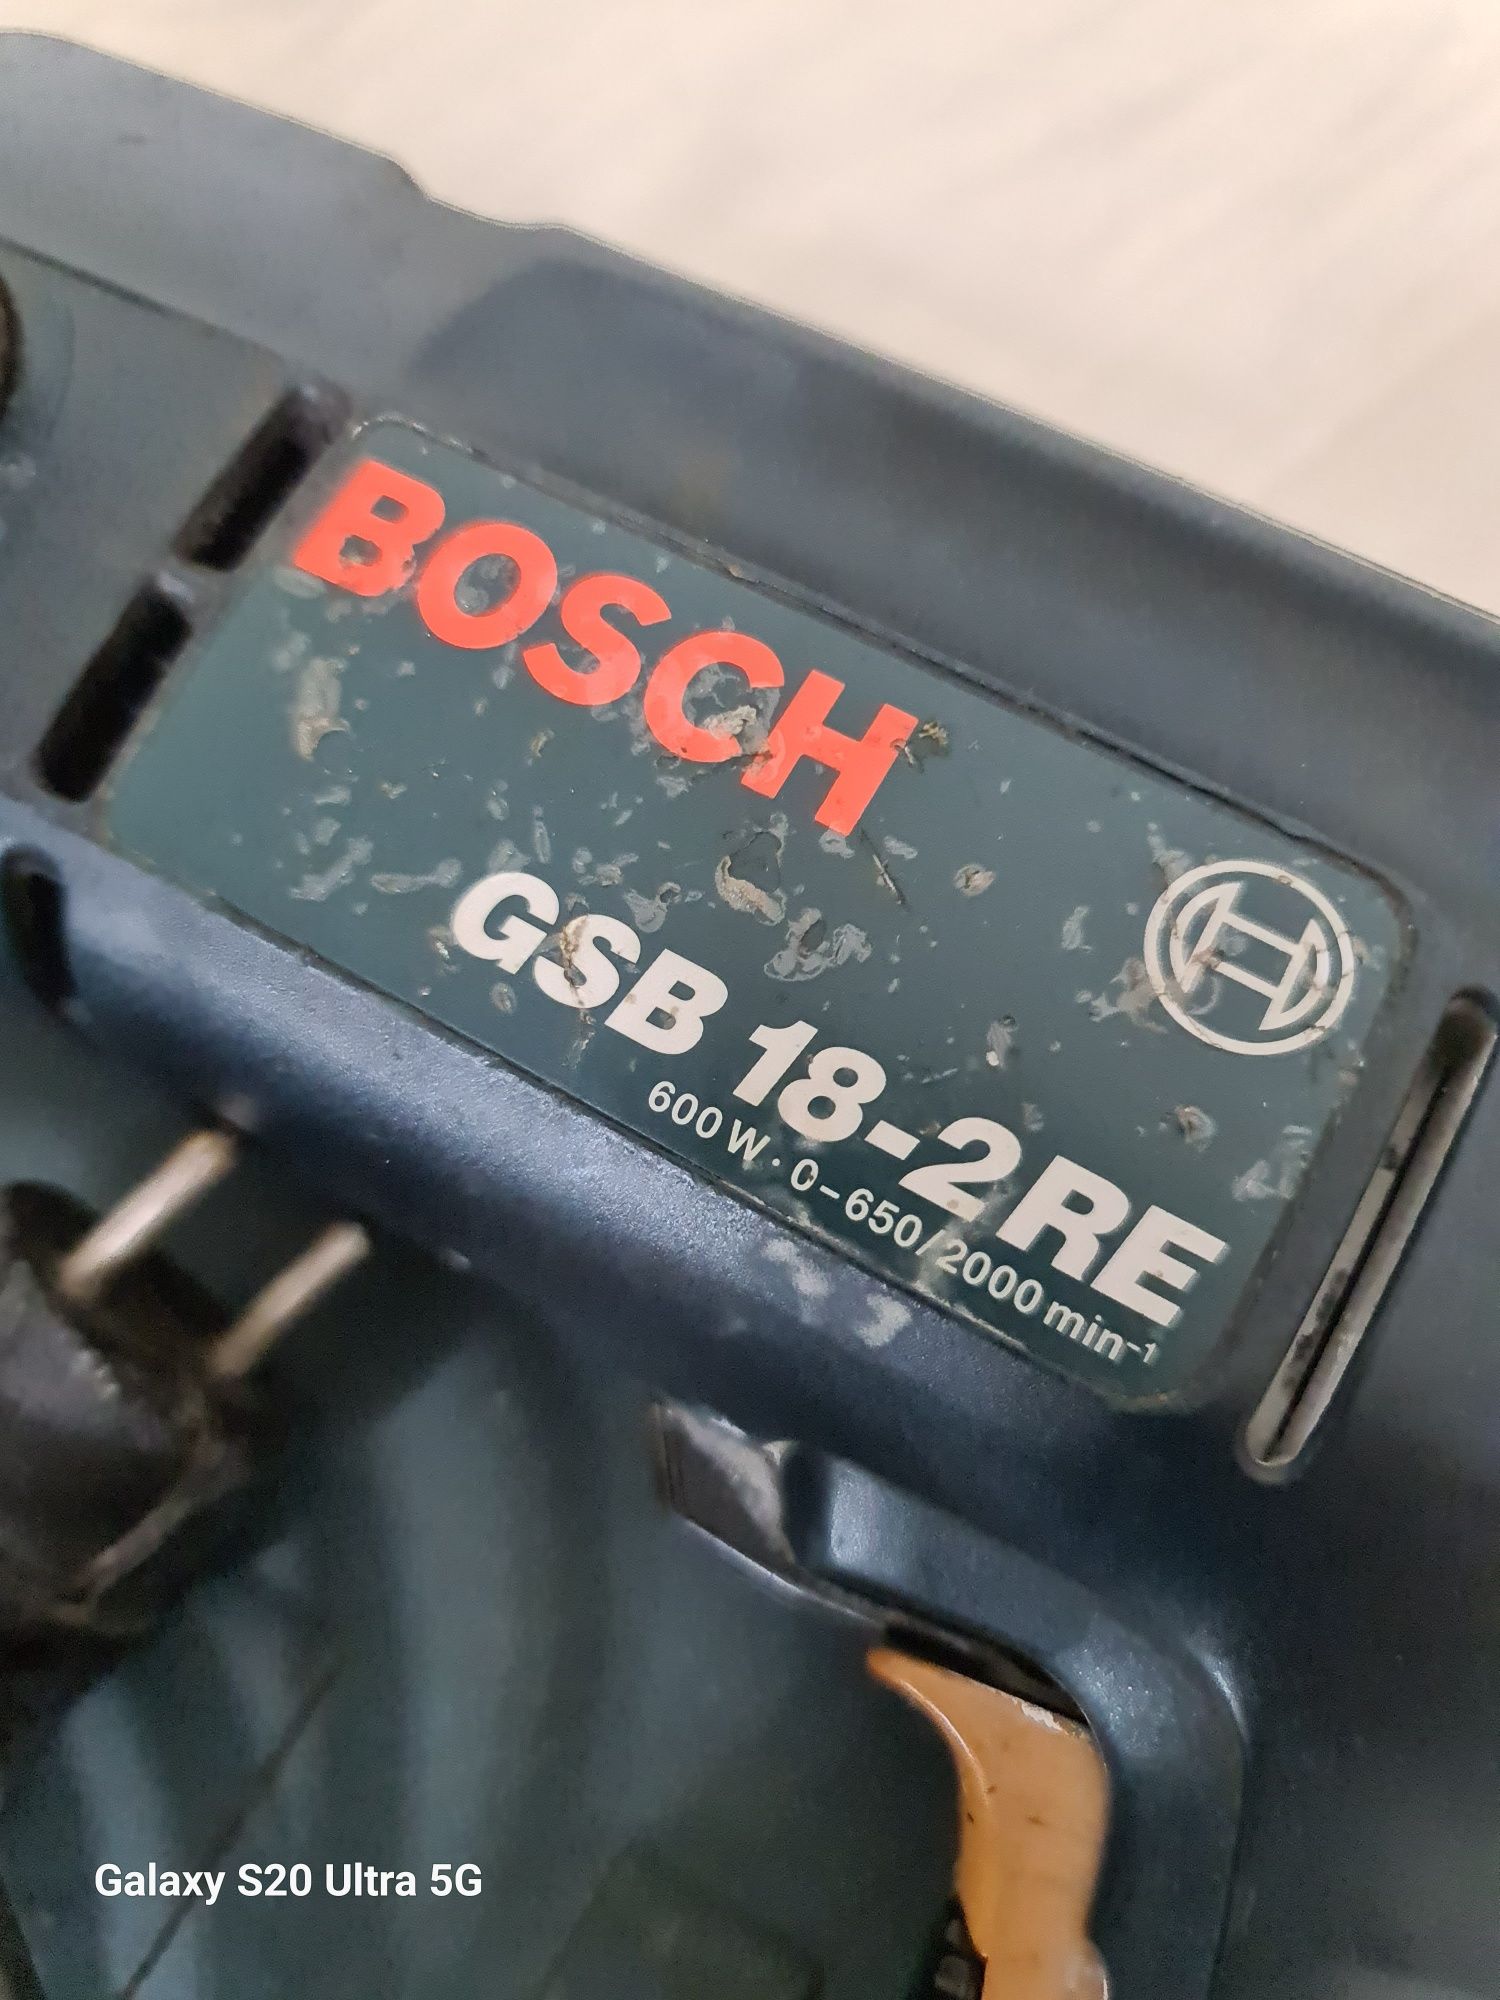 BOSCH
GSB 18-2 RE
600 W · 0 – 650/2000 min⁻¹
Galaxy S20 Ultra 5G